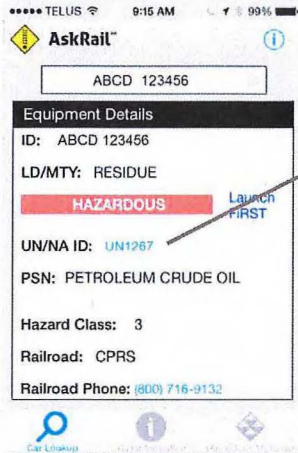 TELUS 9:15 AM 99%
AskRail™
ABCD 123456
Equipment Details
ID: ABCD 123456
LD/MTY: RESIDUE
HAZARDOUS Launch
FiRST
UN/NA ID: UN1267
PSN: PETROLEUM CRUDE OIL
Hazard Class: 3
Railroad: CPRS
Railroad Phone: (800) 716-9132
Car Lookup